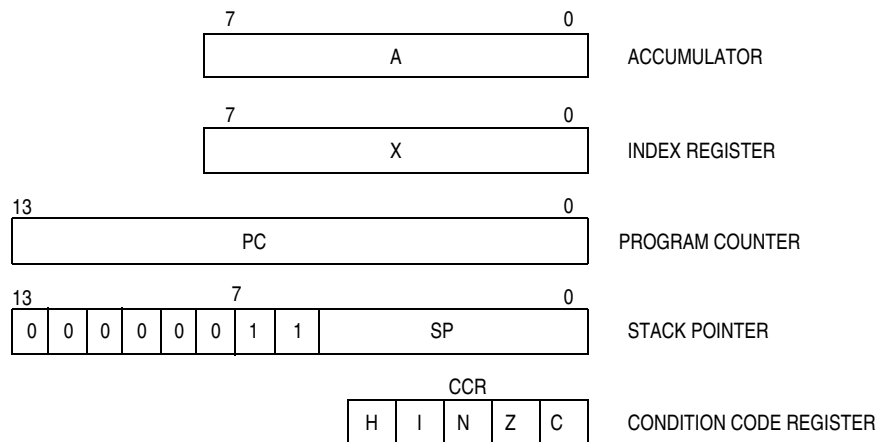 7 0
A ACCUMULATOR
7 0
X INDEX REGISTER
13 0
PC PROGRAM COUNTER
13 7 0
0 0 0 0 0 0 1 1 SP STACK POINTER
CCR
H I N Z C CONDITION CODE REGISTER